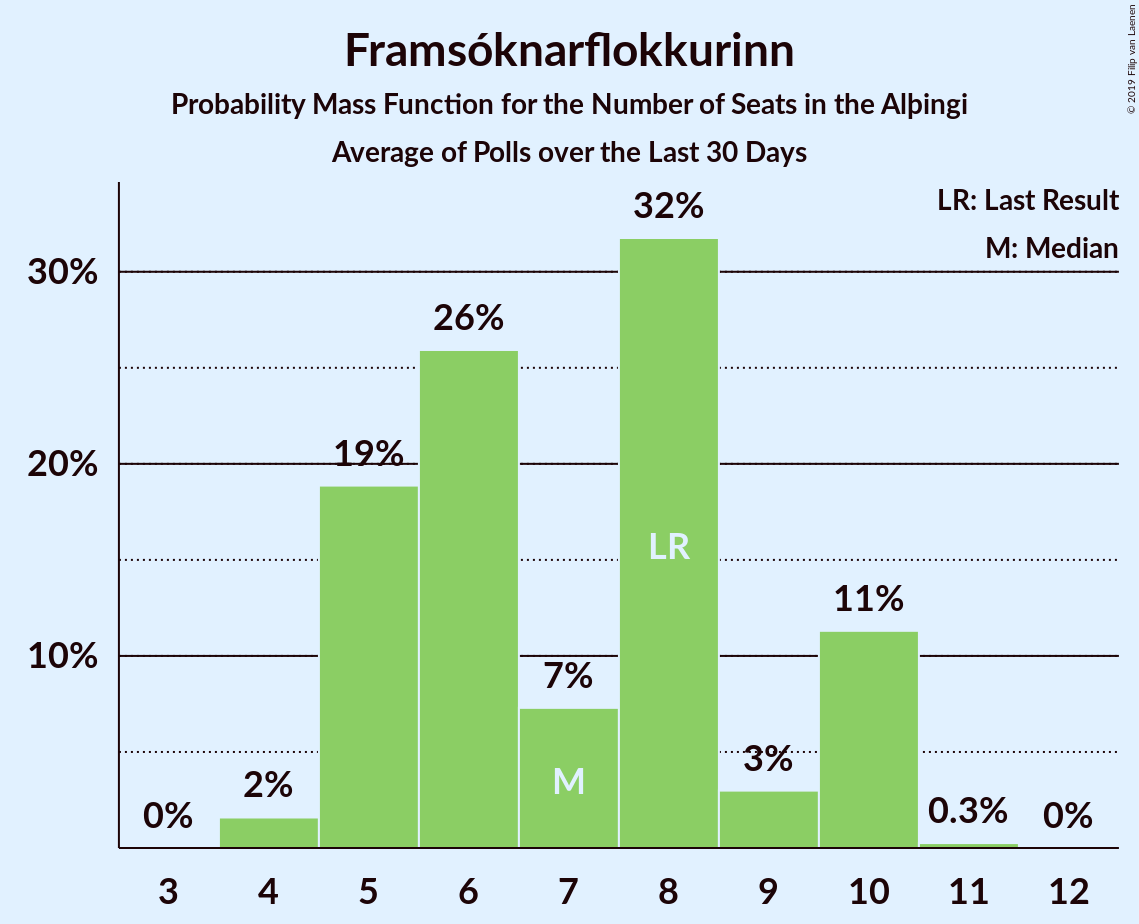 Framsóknarflokkurinn
Probability Mass Function for the Number of Seats in the Alþingi
Average of Polls over the Last 30 Days
© 2019 Filip van Laenen
LR: Last Result
M: Median
30%
20%
10%
0%
2%
19%
26%
7%
32%
3%
11%
0.3%
0%
LR
M
3 4 5 6 7 8 9 10 11 12